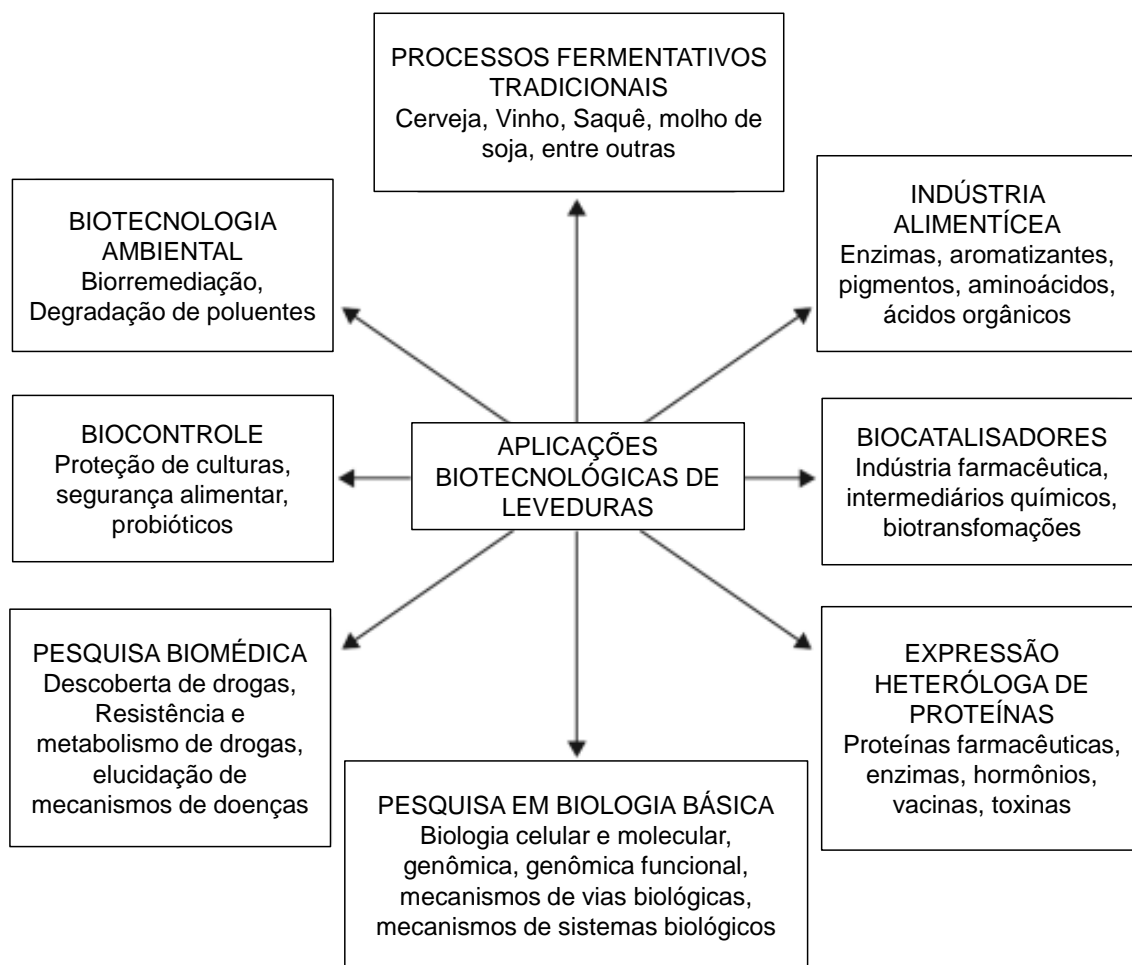 PROCESSOS FERMENTATIVOS
TRADICIONAIS
Cerveja, Vinho, Saquê, molho de
soja, entre outras
BIOTECNOLOGIA
AMBIENTAL
Biorremediação,
Degradação de poluentes
INDÚSTRIA
ALIMENTÍCEA
Enzimas, aromatizantes,
pigmentos, aminoácidos,
ácidos orgânicos
BIOCONTROLE
Proteção de culturas,
segurança alimentar,
probióticos
APLICAÇÕES
BIOTECNOLÓGICAS DE
LEVEDURAS
BIOCATALISADORES
Indústria farmacêutica,
intermediários químicos,
biotransfomações
PESQUISA BIOMÉDICA
Descoberta de drogas,
Resistência e
metabolismo de drogas,
elucidação de
mecanismos de doenças
EXPRESSÃO
HETERÓLOGA DE
PROTEÍNAS
Proteínas farmacêuticas,
enzimas, hormônios,
vacinas, toxinas
PESQUISA EM BIOLOGIA BÁSICA
Biologia celular e molecular,
genômica, genômica funcional,
mecanismos de vias biológicas,
mecanismos de sistemas biológicos